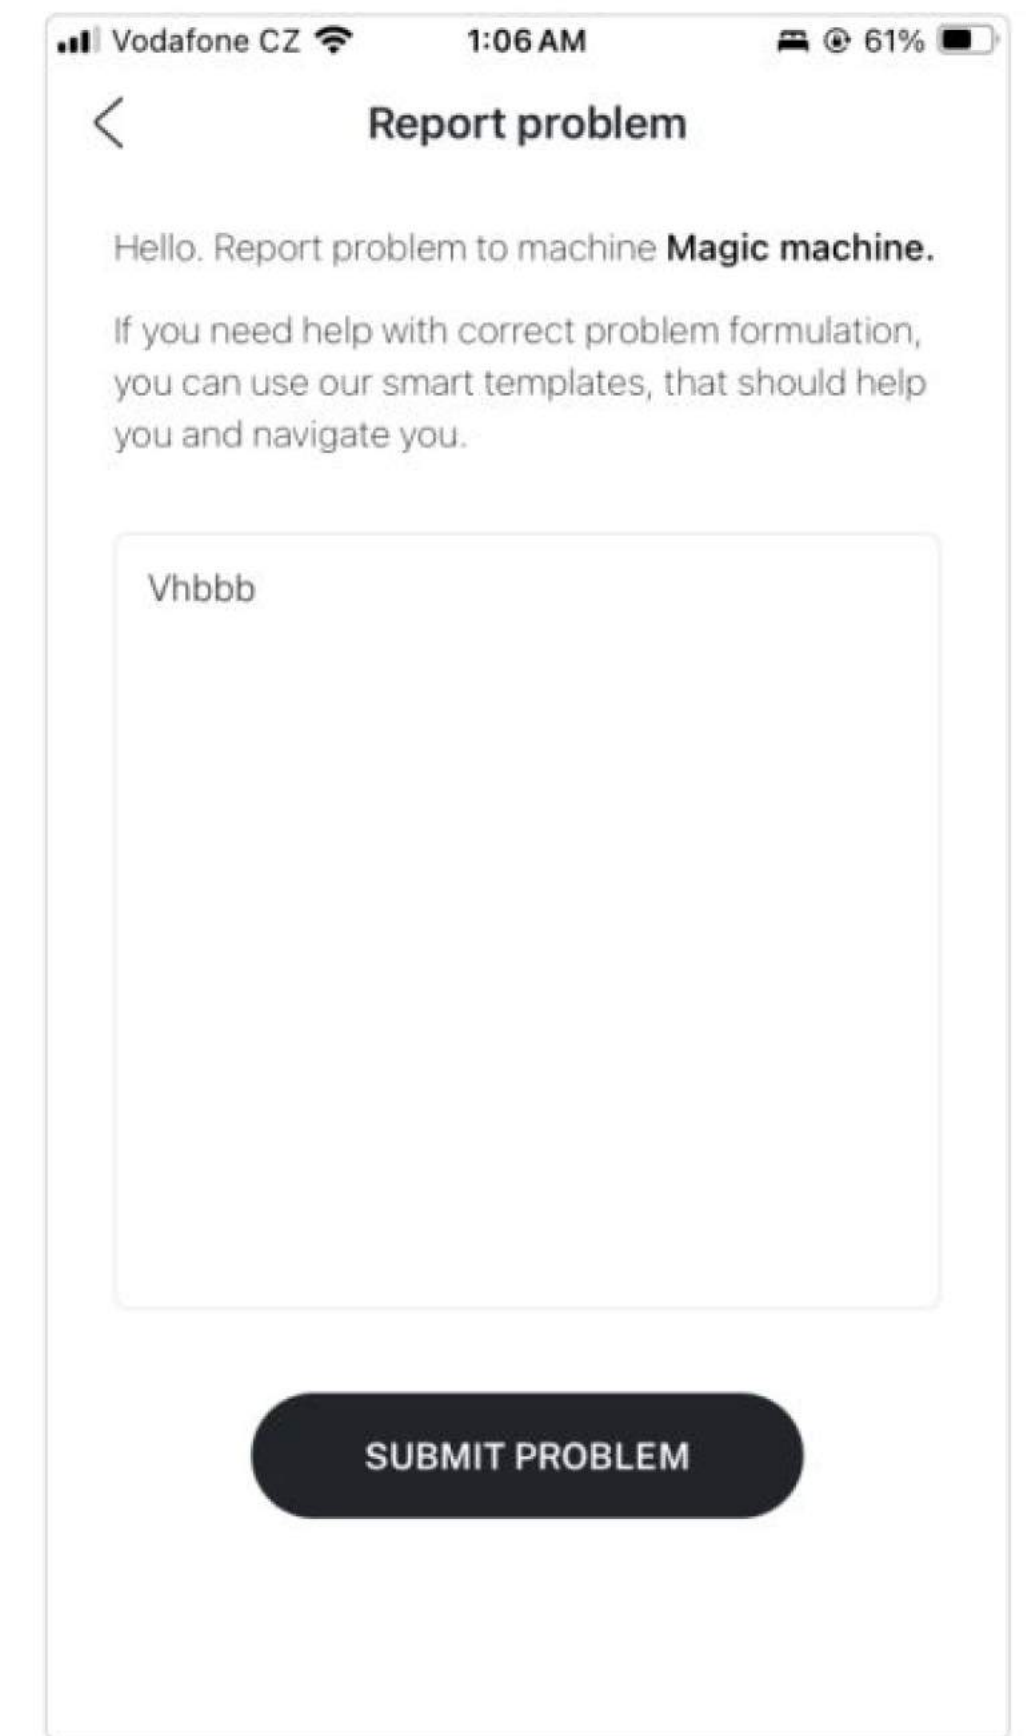 Vodafone CZ 1:06 AM 61%
Report problem
Hello. Report problem to machine Magic machine.
If you need help with correct problem formulation,
you can use our smart templates, that should help
you and navigate you.
Vhbbb
SUBMIT PROBLEM